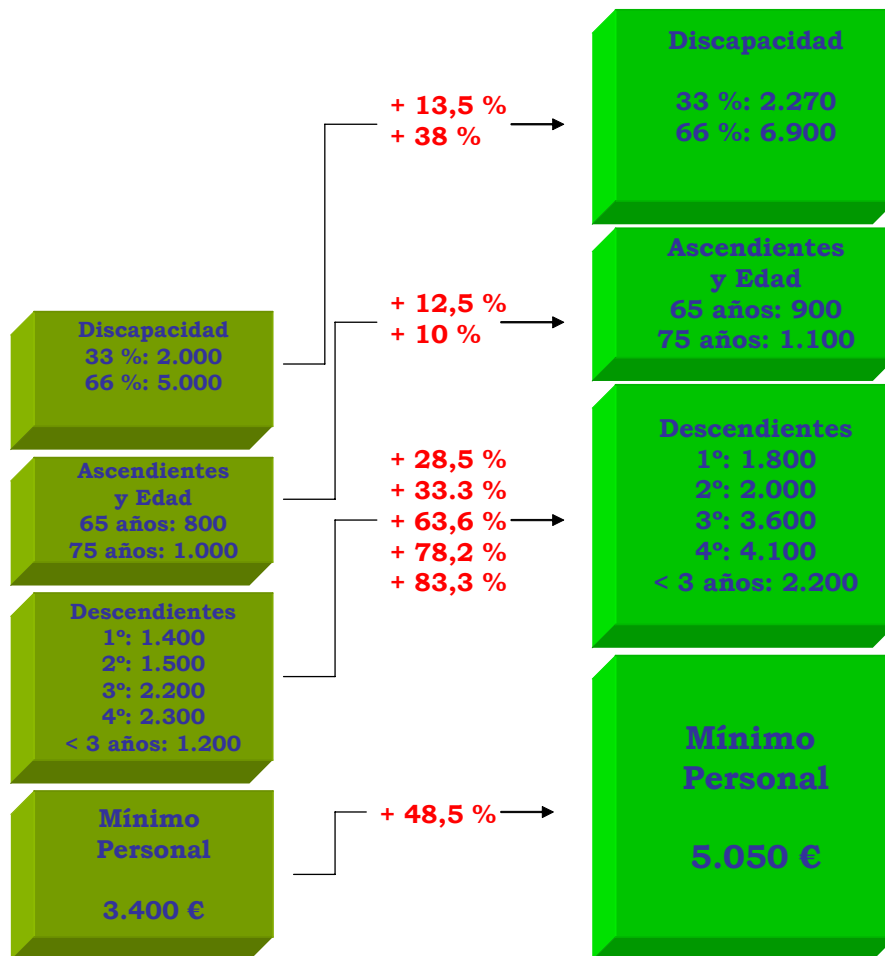 Discapacidad
33 %: 2.000
66 %: 5.000
Ascendientes
y Edad
65 años: 800
75 años: 1.000
Descendientes
1º: 1.400
2º: 1.500
3º: 2.200
4º: 2.300
< 3 años: 1.200
Mínimo
Personal
3.400 €
+ 13,5 %
+ 38 %
+ 12,5 %
+ 10 %
+ 28,5 %
+ 33.3 %
+ 63,6 %
+ 78,2 %
+ 83,3 %
+ 48,5 %
Discapacidad
33 %: 2.270
66 %: 6.900
Ascendientes
y Edad
65 años: 900
75 años: 1.100
Descendientes
1º: 1.800
2º: 2.000
3º: 3.600
4º: 4.100
< 3 años: 2.200
Mínimo
Personal
5.050 €